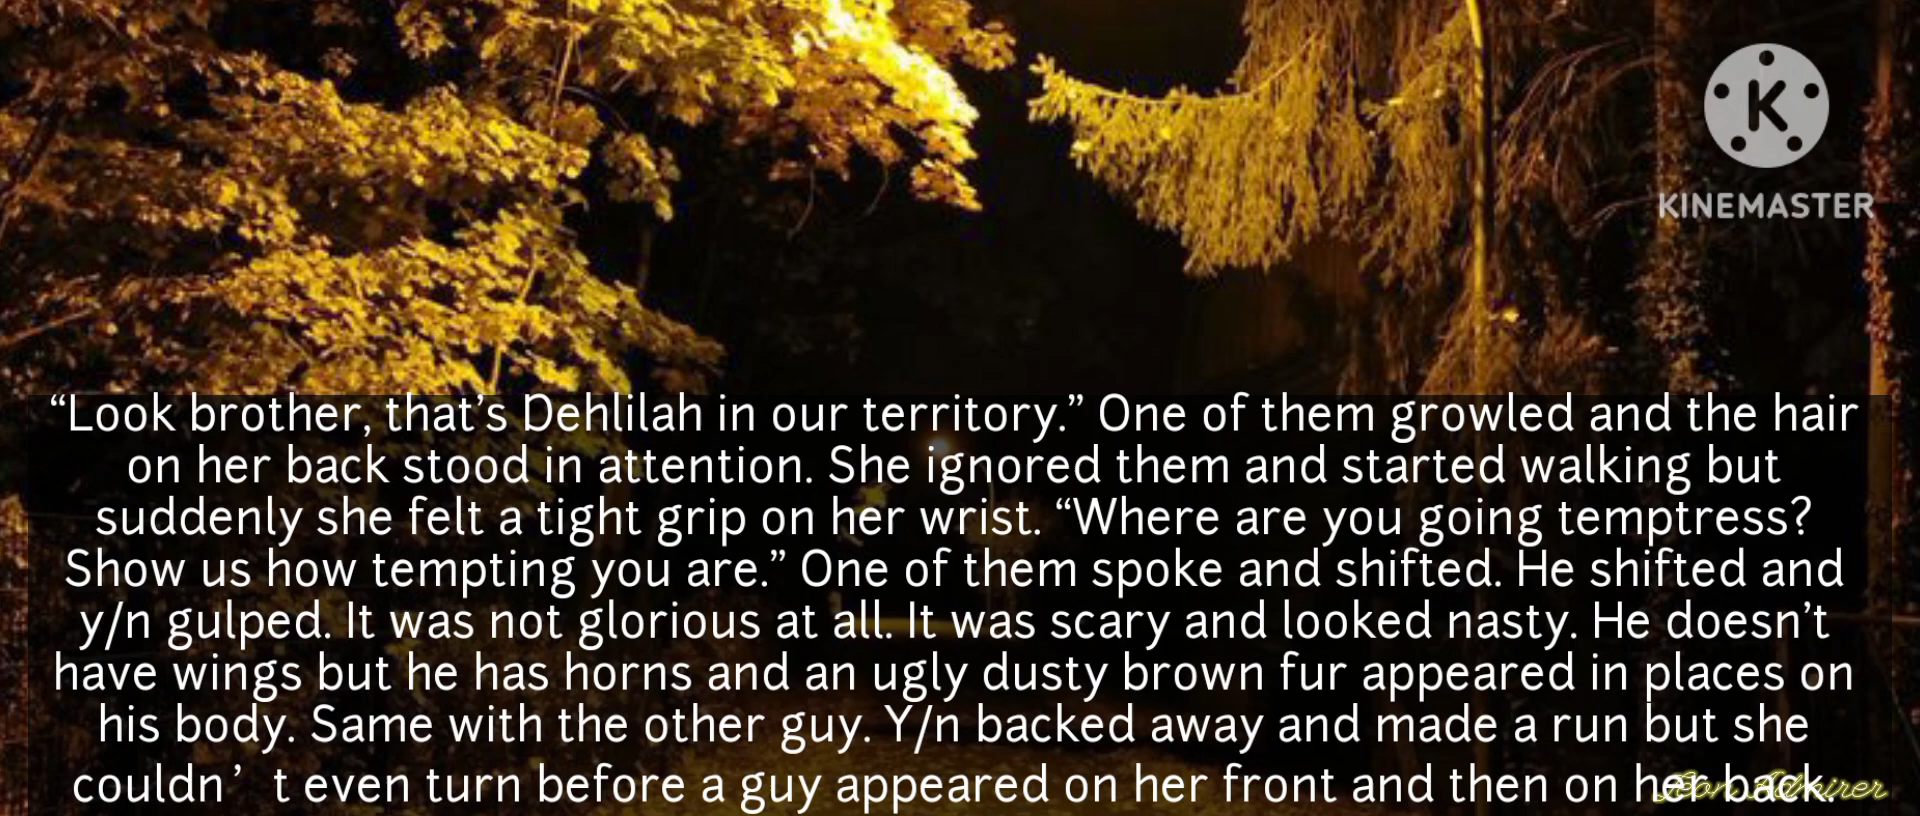 KINEMASTER
“Look brother, that’s Dehlilah in our territory.” One of them growled and the hair
on her back stood in attention. She ignored them and started walking but
suddenly she felt a tight grip on her wrist. “Where are you going temptress?
Show us how tempting you are.” One of them spoke and shifted. He shifted and
y/n gulped. It was not glorious at all. It was scary and looked nasty. He doesn’t
have wings but he has horns and an ugly dusty brown fur appeared in places on
his body. Same with the other guy. Y/n backed away and made a run but she
couldn’t even turn before a guy appeared on her front and then on her back.
Jeon Admirer